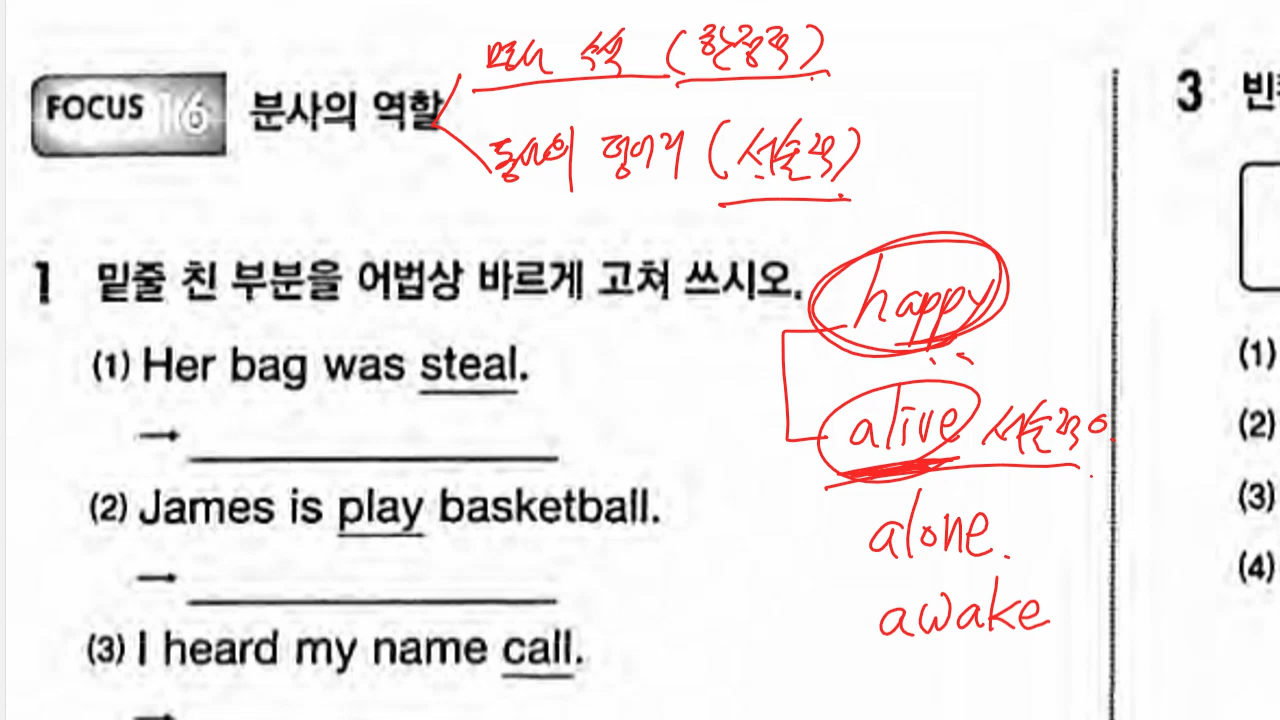 FOCUS 16 분사의 역할
명사 수식 (한정적)
동사의 덩어리 (서술적)
1 밑줄 친 부분을 어법상 바르게 고쳐 쓰시오.
happy
(1) Her bag was steal.
→
alive 서술적
(2) James is play basketball.
→
alone.
awake
(3) I heard my name call.
→
3
(1)
(2)
(3)
(4)